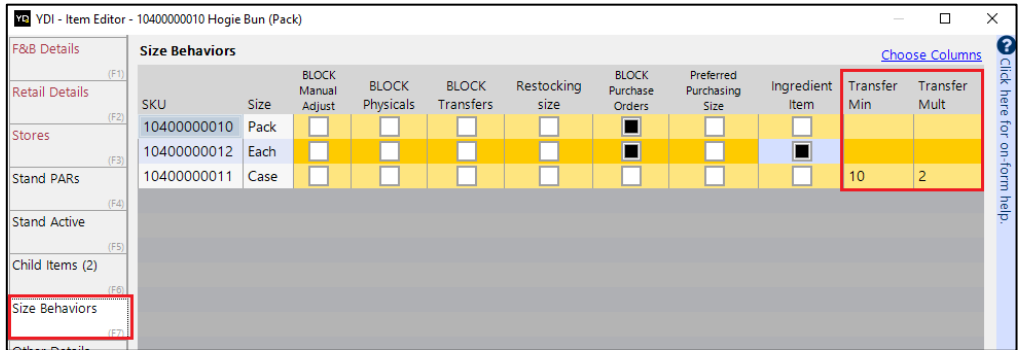 YDI - Item Editor - 10400000010 Hogie Bun (Pack)
F&B Details
(F1)
Retail Details
(F2)
Stores
(F3)
Stand PARs
(F4)
Stand Active
(F5)
Child Items (2)
(F6)
Size Behaviors
(F7)
Other Details
Size Behaviors
Choose Columns
SKU Size BLOCK Manual Adjust BLOCK Physicals BLOCK Transfers Restocking size BLOCK Purchase Orders Preferred Purchasing Size Ingredient Item Transfer Min Transfer Mult
10400000010 Pack
10400000012 Each
10400000011 Case 10 2
Click here for on-form help.